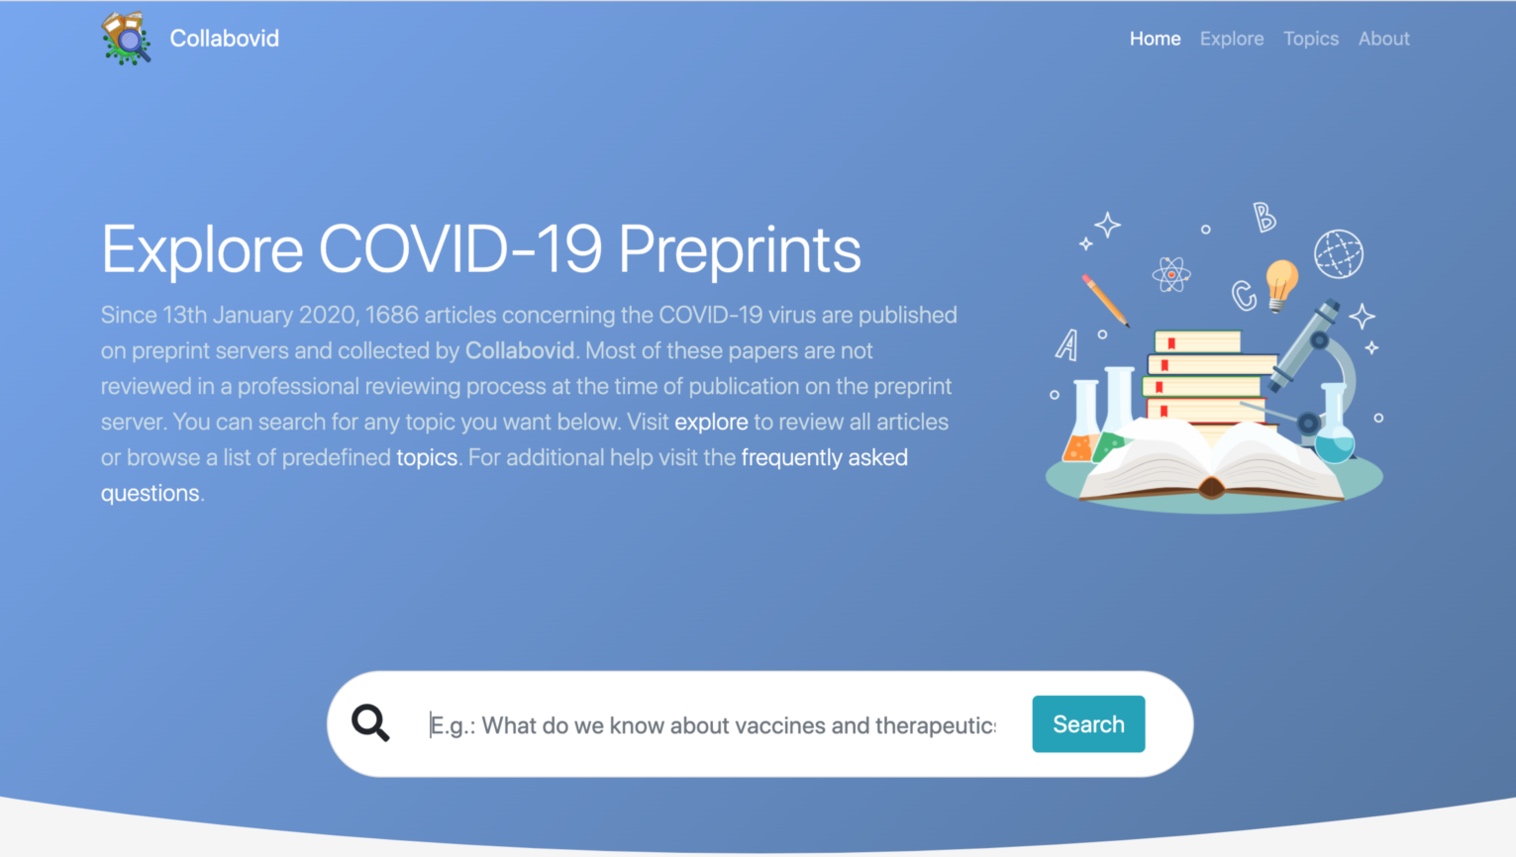 Collabovid
Home Explore Topics About
Explore COVID-19 Preprints
Since 13th January 2020, 1686 articles concerning the COVID-19 virus are published
on preprint servers and collected by Collabovid. Most of these papers are not
reviewed in a professional reviewing process at the time of publication on the preprint
server. You can search for any topic you want below. Visit explore to review all articles
or browse a list of predefined topics. For additional help visit the frequently asked
questions.
B
C
A
E.g.: What do we know about vaccines and therapeutics
Search